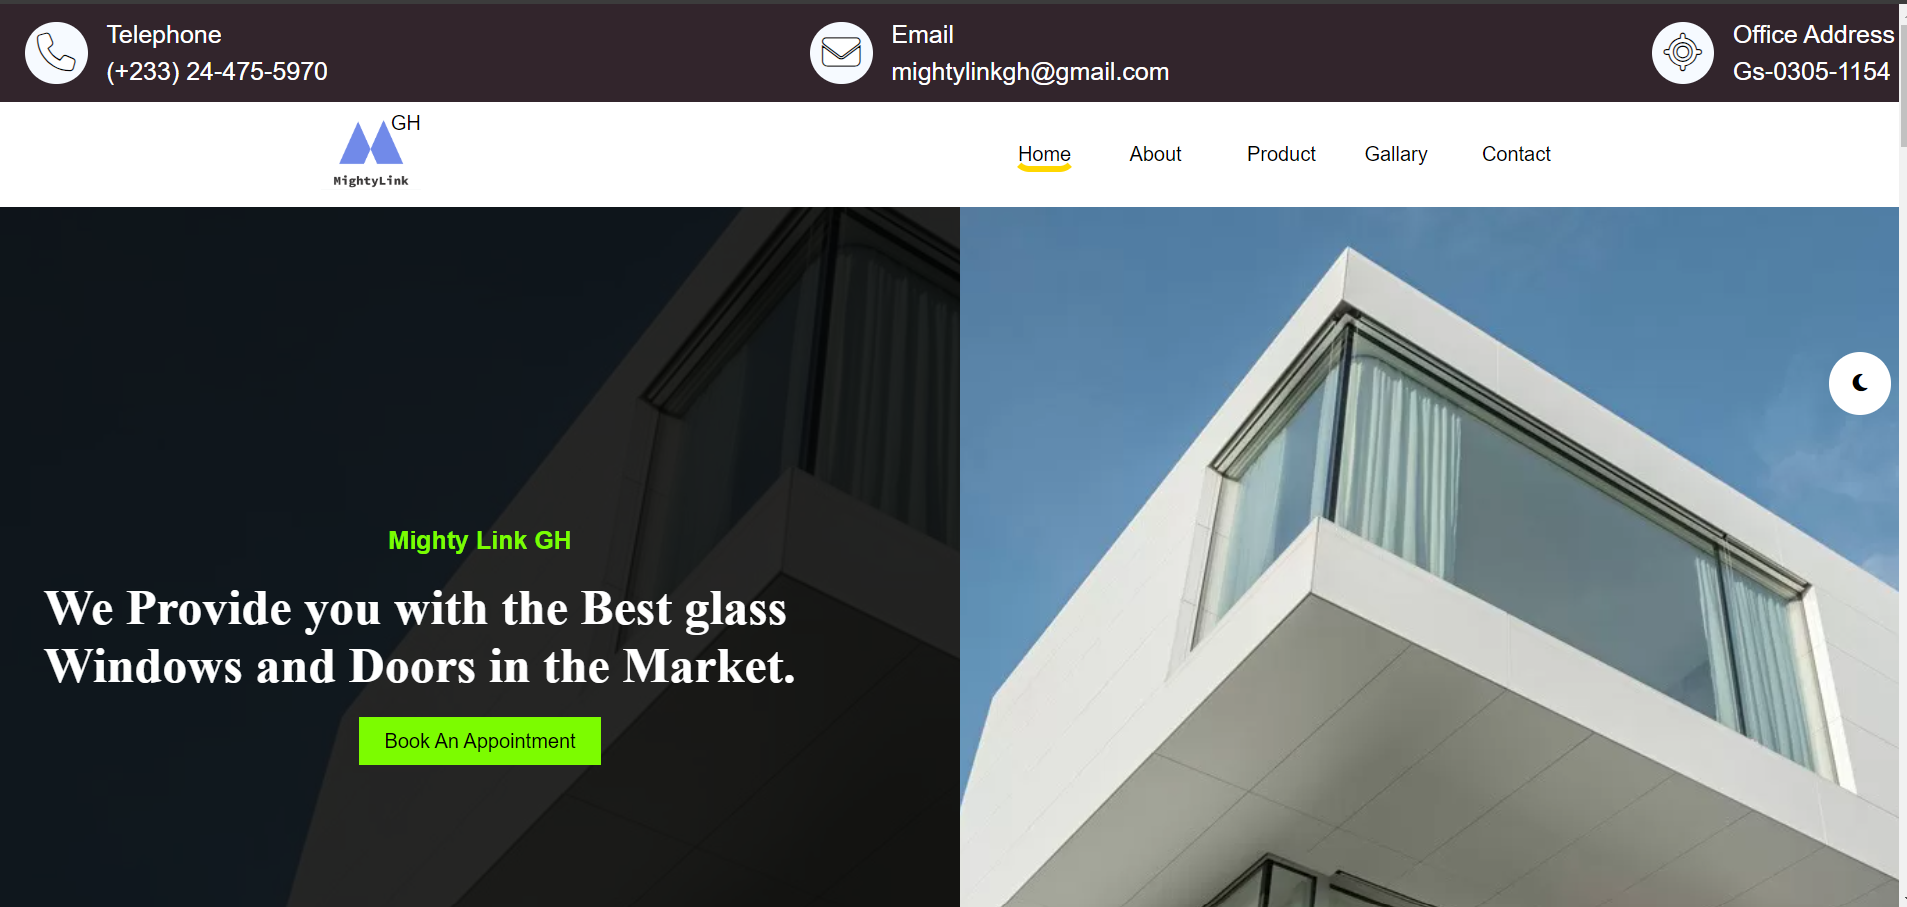 Telephone
(+233) 24-475-5970
Email
mightylinkgh@gmail.com
Office Address
Gs-0305-1154
GH
MightyLink
Home
About
Product
Gallary
Contact
Mighty Link GH
We Provide you with the Best glass
Windows and Doors in the Market.
Book An Appointment